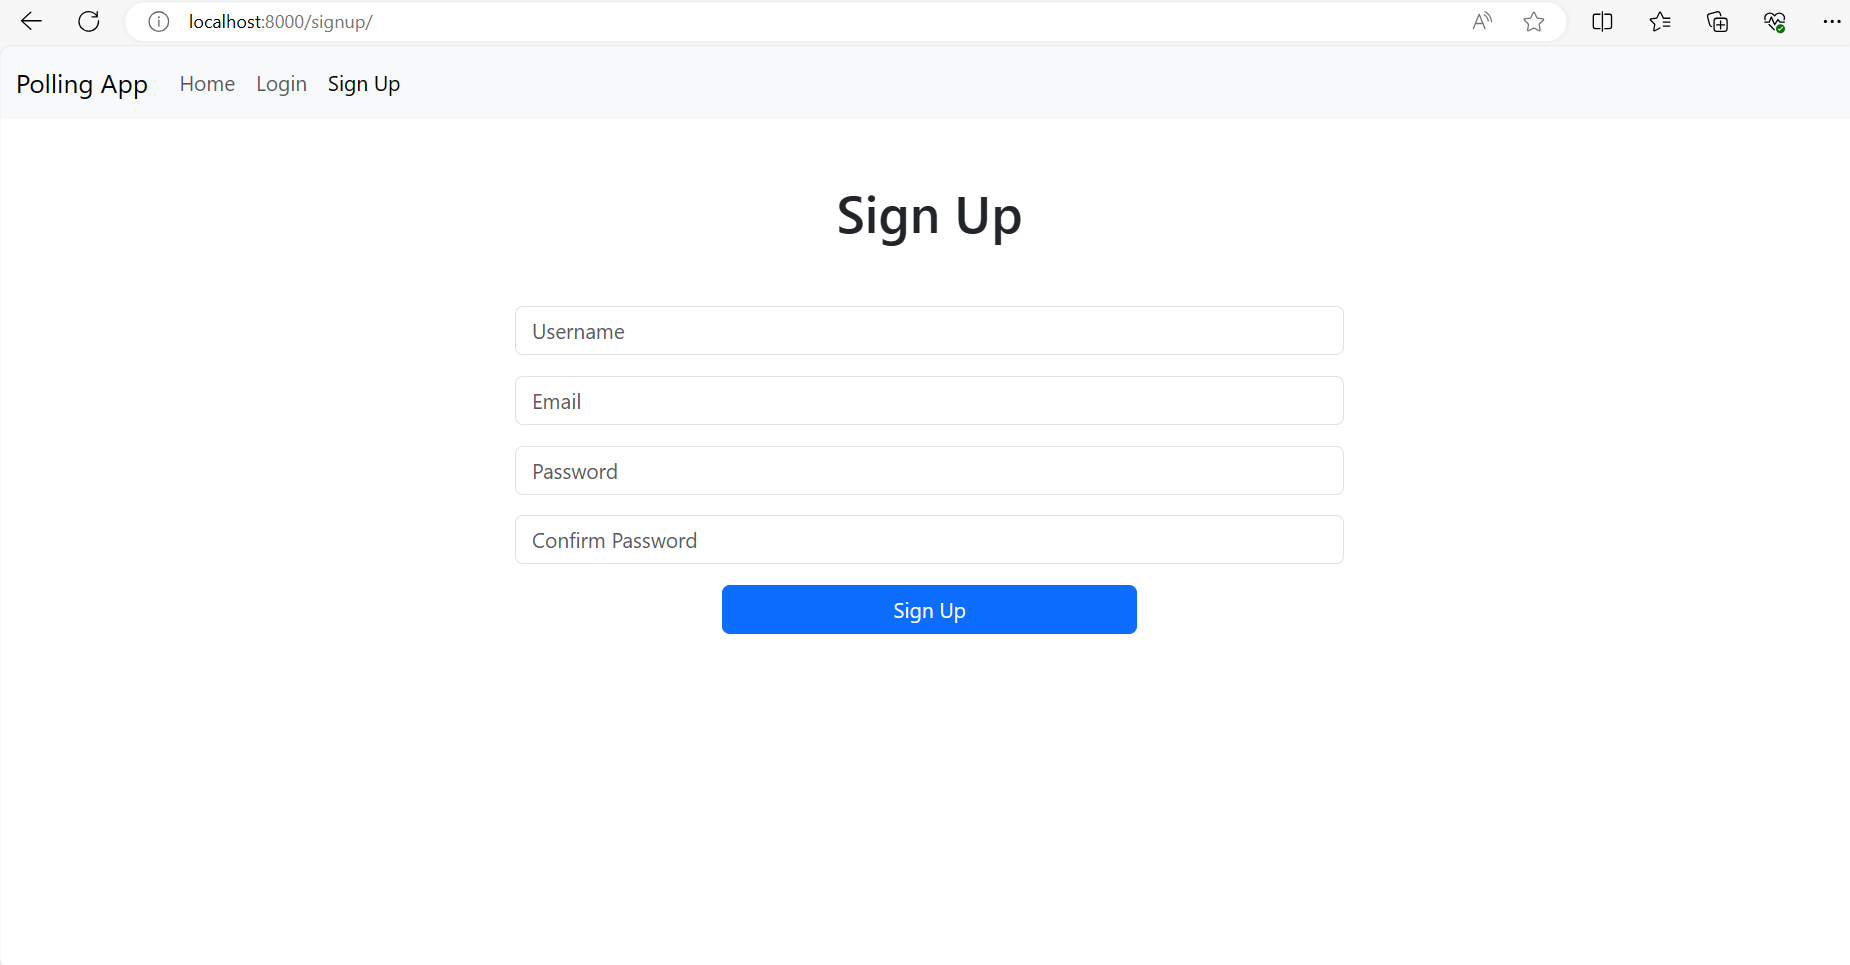 localhost:8000/signup/
Polling App Home Login Sign Up
Sign Up
Username
Email
Password
Confirm Password
Sign Up